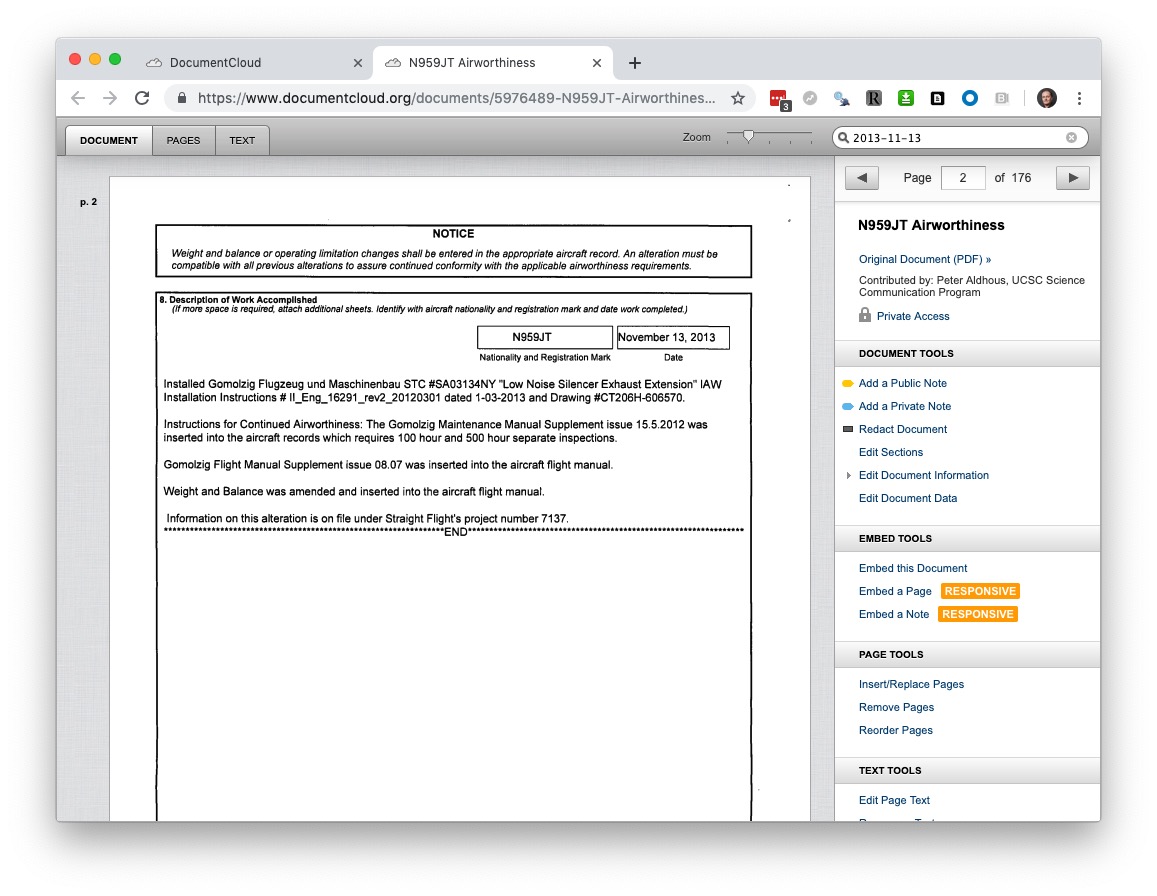 DocumentCloud
N959JT Airworthiness
https://www.documentcloud.org/documents/5976489-N959JT-Airworthines...
3
R
DOCUMENT
PAGES
TEXT
Zoom
2013-11-13
p. 2
Page 2 of 176
NOTICE
Weight and balance or operating limitation changes shall be entered in the appropriate aircraft record. An alteration must be
compatible with all previous alterations to assure continued conformity with the applicable airworthiness requirements.
8. Description of Work Accomplished
(If more space is required, attach additional sheets. Identify with aircraft nationality and registration mark and date work completed.)
N959JT
November 13, 2013
Nationality and Registration Mark
Date
Installed Gomolzig Flugzeug und Maschinenbau STC #SA03134NY "Low Noise Silencer Exhaust Extension" IAW
Installation Instructions # II_Eng_16291_rev2_20120301 dated 1-03-2013 and Drawing #CT206H-606570.
Instructions for Continued Airworthiness: The Gomolzig Maintenance Manual Supplement issue 15.5.2012 was
inserted into the aircraft records which requires 100 hour and 500 hour separate inspections.
Gomolzig Flight Manual Supplement issue 08.07 was inserted into the aircraft flight manual.
Weight and Balance was amended and inserted into the aircraft flight manual.
Information on this alteration is on file under Straight Flight's project number 7137.
END
N959JT Airworthiness
Original Document (PDF) »
Contributed by: Peter Aldhous, UCSC Science
Communication Program
Private Access
DOCUMENT TOOLS
Add a Public Note
Add a Private Note
Redact Document
Edit Sections
Edit Document Information
Edit Document Data
EMBED TOOLS
Embed this Document
Embed a Page RESPONSIVE
Embed a Note RESPONSIVE
PAGE TOOLS
Insert/Replace Pages
Remove Pages
Reorder Pages
TEXT TOOLS
Edit Page Text